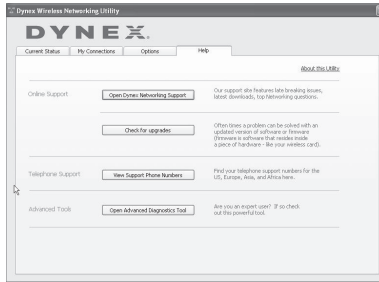 Dynex Wireless Networking Utility
DYNEX
Current Status My Connections Options Help
About this Utility
Online Support
Open Dynex Networking Support
Our support site features late breaking issues,
latest downloads, top Networking questions.
Check for upgrades
Often times a problem can be solved with an
updated version of software or firmware
(firmware is software that resides inside
a piece of hardware - like your wireless card).
Telephone Support
View Support Phone Numbers
Find your telephone support numbers for the
US, Europe, Asia, and Africa here.
Advanced Tools
Open Advanced Diagnostics Tool
Are you an expert user? If so check
out this powerful tool.